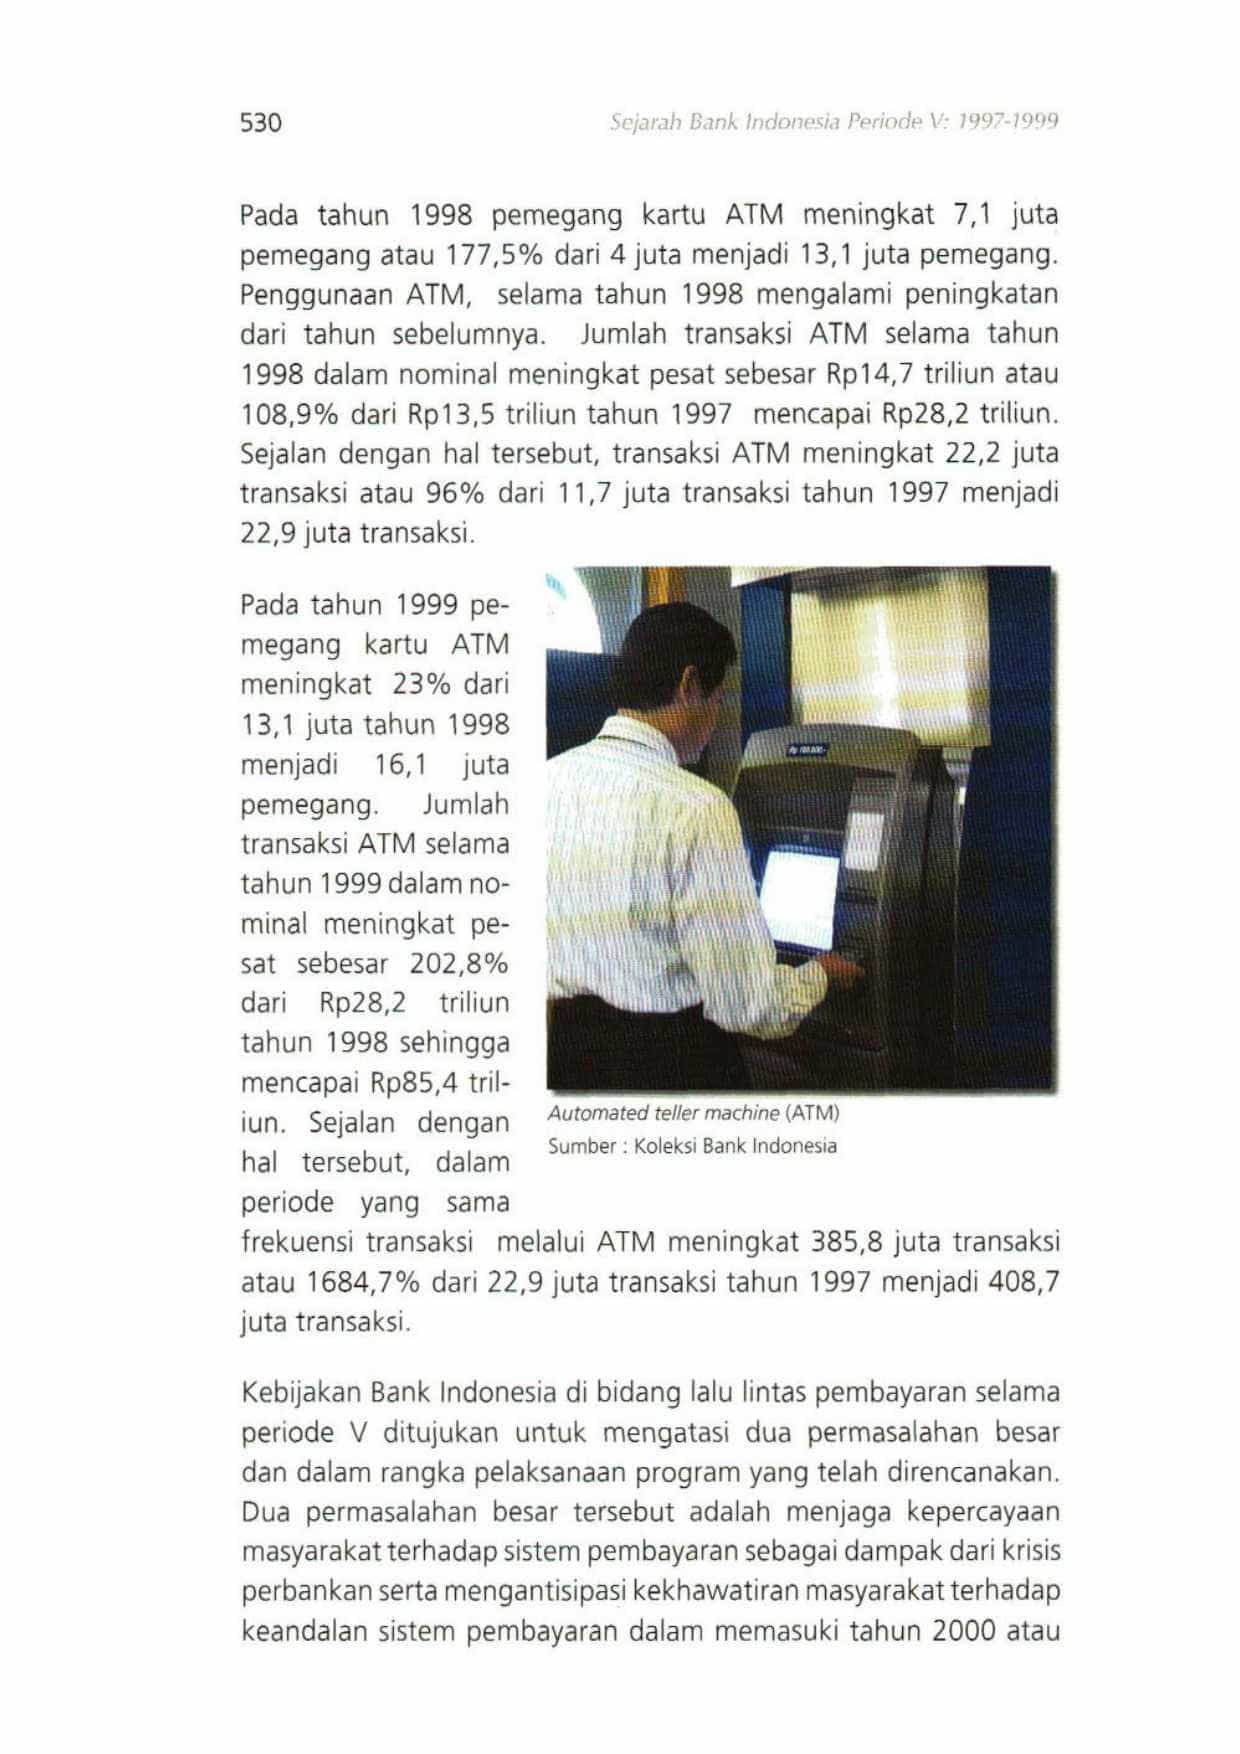 530
Sejarah Bank Indonesia Periode V: 1997-1999
Pada tahun 1998 pemegang kartu ATM meningkat 7,1 juta
pemegang atau 177,5% dari 4 juta menjadi 13,1 juta pemegang.
Penggunaan ATM, selama tahun 1998 mengalami peningkatan
dari tahun sebelumnya. Jumlah transaksi ATM selama tahun
1998 dalam nominal meningkat pesat sebesar Rp14,7 triliun atau
108,9% dari Rp13,5 triliun tahun 1997 mencapai Rp28,2 triliun.
Sejalan dengan hal tersebut, transaksi ATM meningkat 22,2 juta
transaksi atau 96% dari 11,7 juta transaksi tahun 1997 menjadi
22,9 juta transaksi.
Pada tahun 1999 pe-
megang kartu ATM
meningkat 23% dari
13,1 juta tahun 1998
menjadi 16,1 juta
pemegang. Jumlah
transaksi ATM selama
tahun 1999 dalam no-
minal meningkat pe-
sat sebesar 202,8%
dari Rp28,2 triliun
tahun 1998 sehingga
mencapai Rp85,4 tril-
iun. Sejalan dengan
hal tersebut, dalam
periode yang sama
Rp 100.000,-
Automated teller machine (ATM)
Sumber : Koleksi Bank Indonesia
frekuensi transaksi melalui ATM meningkat 385,8 juta transaksi
atau 1684,7% dari 22,9 juta transaksi tahun 1997 menjadi 408,7
juta transaksi.
Kebijakan Bank Indonesia di bidang lalu lintas pembayaran selama
periode V ditujukan untuk mengatasi dua permasalahan besar
dan dalam rangka pelaksanaan program yang telah direncanakan.
Dua permasalahan besar tersebut adalah menjaga kepercayaan
masyarakat terhadap sistem pembayaran sebagai dampak dari krisis
perbankan serta mengantisipasi kekhawatiran masyarakat terhadap
keandalan sistem pembayaran dalam memasuki tahun 2000 atau